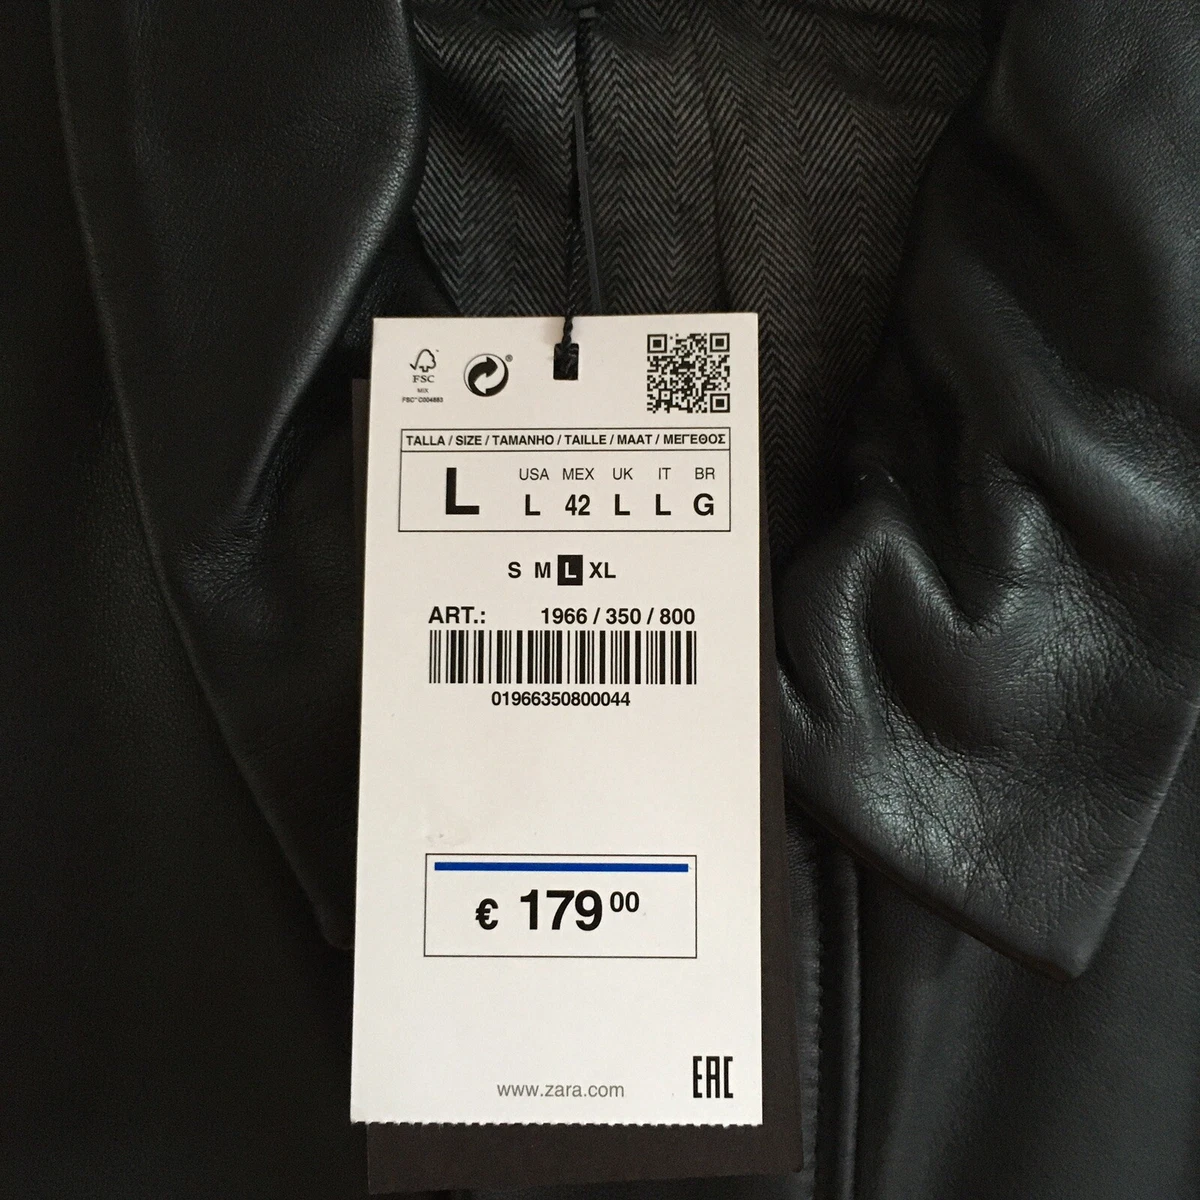 FSC
MIX
FSC™ C004883
®
TALLA / SIZE / TAMANHO / TAILLE / MAAT / ΜΕΓΕΘΟΣ
USA MEX UK IT BR
L L 42 L L G
S M L XL
ART.: 1966 / 350 / 800
01966350800044
€ 179 00
www.zara.com
EAC